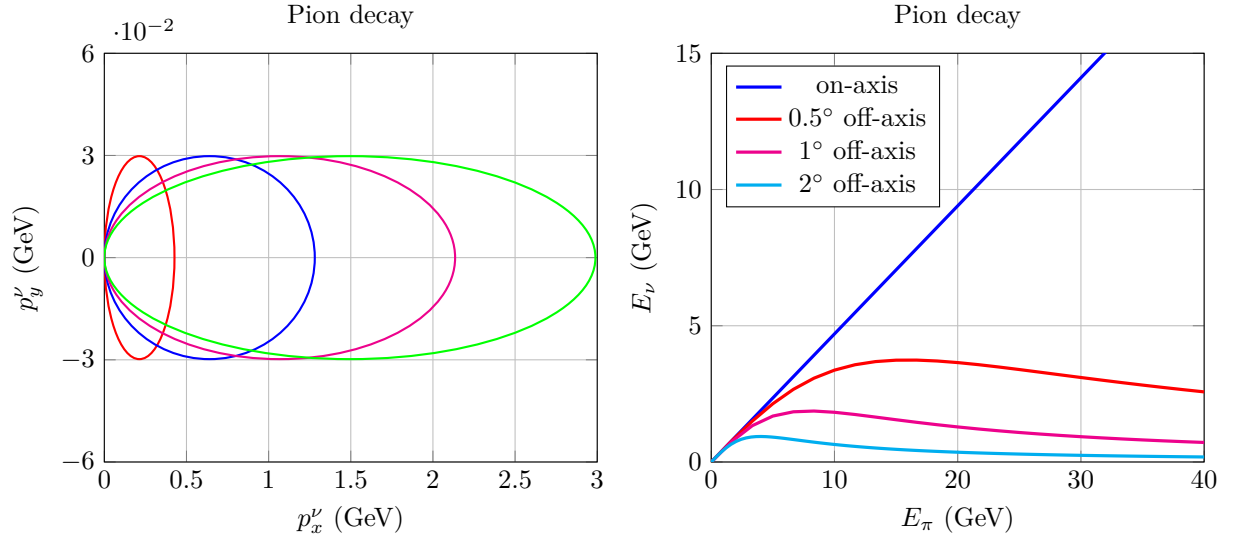 Pion decay
·10⁻²
6
3
0
−3
−6
p_y^ν (GeV)
0
0.5
1
1.5
2
2.5
3
p_x^ν (GeV)
Pion decay
15
10
5
0
E_ν (GeV)
on-axis
0.5° off-axis
1° off-axis
2° off-axis
0
10
20
30
40
E_π (GeV)